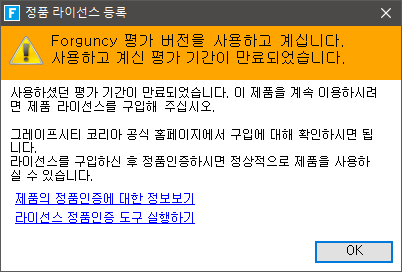 F 정품 라이선스 등록
Forguncy 평가 버전을 사용하고 계십니다.
사용하고 계신 평가 기간이 만료되었습니다.
사용하셨던 평가 기간이 만료되었습니다. 이 제품을 계속 이용하시려
면 제품 라이선스를 구입해 주십시오.
그레이프시티 코리아 공식 홈페이지에서 구입에 대해 확인하시면 됩
니다.
라이선스를 구입하신 후 정품인증하시면 정상적으로 제품을 사용하
실 수 있습니다.
제품의 정품인증에 대한 정보보기
라이선스 정품인증 도구 실행하기
OK